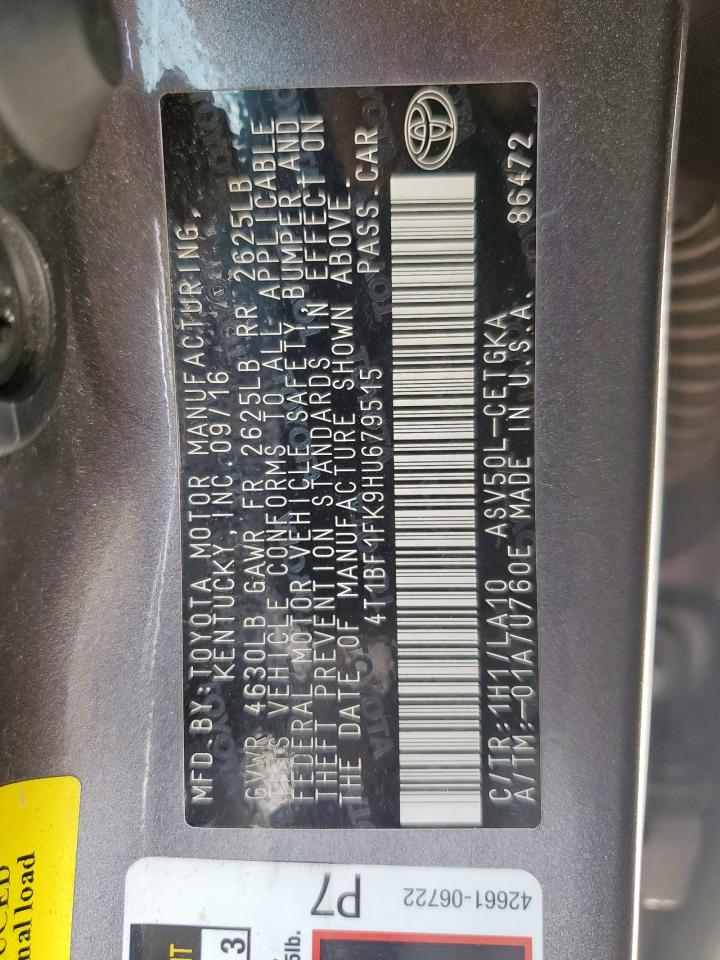 MFD. BY: TOYOTA MOTOR MANUFACTURING,
KENTUCKY, INC. 09/16
GVWR 4630LB GAWR FR 2625LB RR 2625LB
THIS VEHICLE CONFORMS TO ALL APPLICABLE
FEDERAL MOTOR VEHICLE SAFETY, BUMPER AND
THEFT PREVENTION STANDARDS IN EFFECT ON
THE DATE OF MANUFACTURE SHOWN ABOVE.
4T1BF1FK9HU679515 PASS. CAR
C/TR: 1H1/LA10 ASV50L-CETGKA
A/TM: -01A/U760E MADE IN U.S.A. 86472
P7
42661-06722
3
nal load